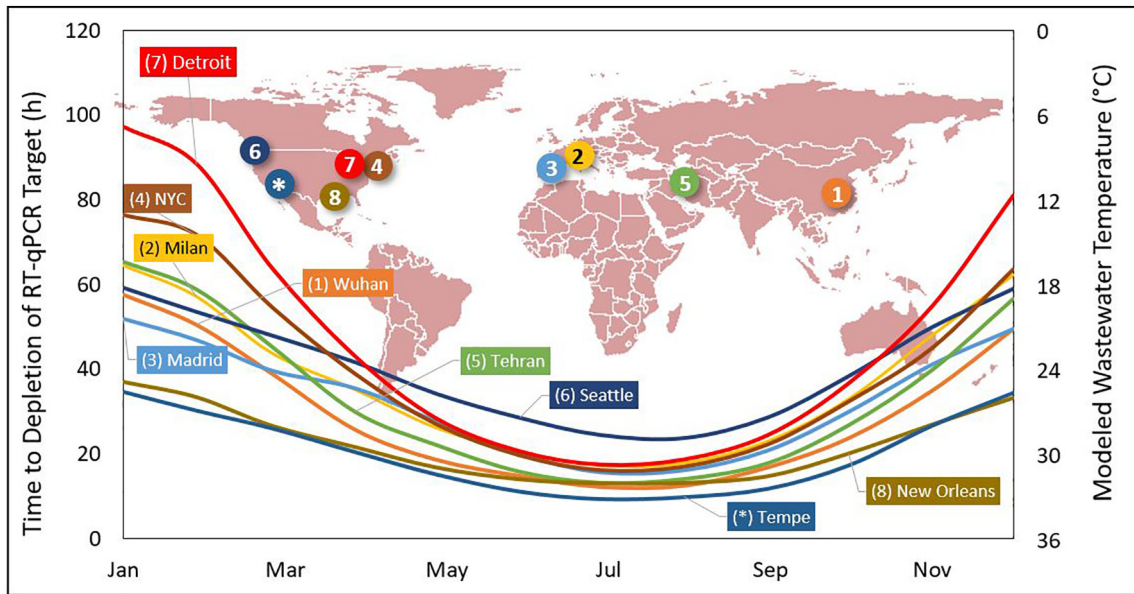 Time to Depletion of RT-qPCR Target (h)
120
100
80
60
40
20
0
(7) Detroit
(4) NYC
(2) Milan
(1) Wuhan
(3) Madrid
(5) Tehran
(6) Seattle
(8) New Orleans
(*) Tempe
6
*
7
4
8
3
2
5
1
Jan
Mar
May
Jul
Sep
Nov
0
6
12
18
24
30
36
Modeled Wastewater Temperature (°C)